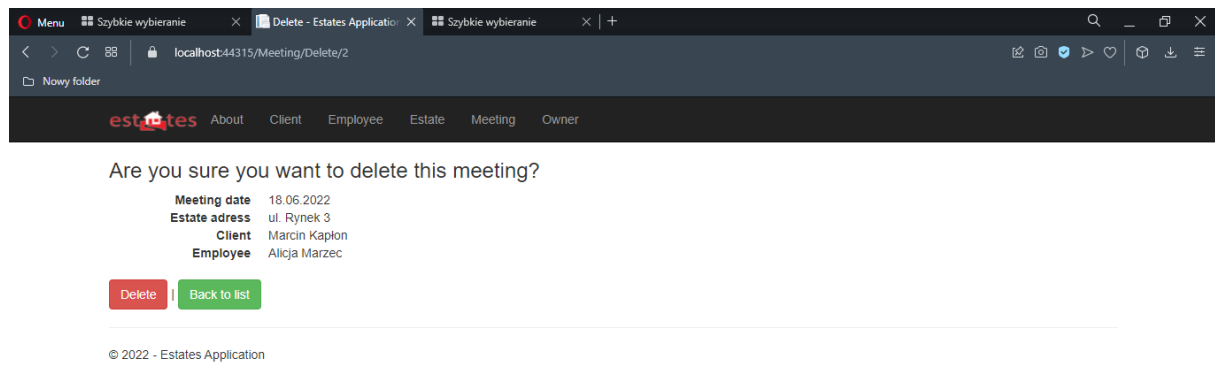 Menu Szybkie wybieranie Delete - Estates Application Szybkie wybieranie
localhost:44315/Meeting/Delete/2
Nowy folder
estates About Client Employee Estate Meeting Owner
Are you sure you want to delete this meeting?
Meeting date 18.06.2022
Estate adress ul. Rynek 3
Client Marcin Kapłon
Employee Alicja Marzec
Delete | Back to list
© 2022 - Estates Application